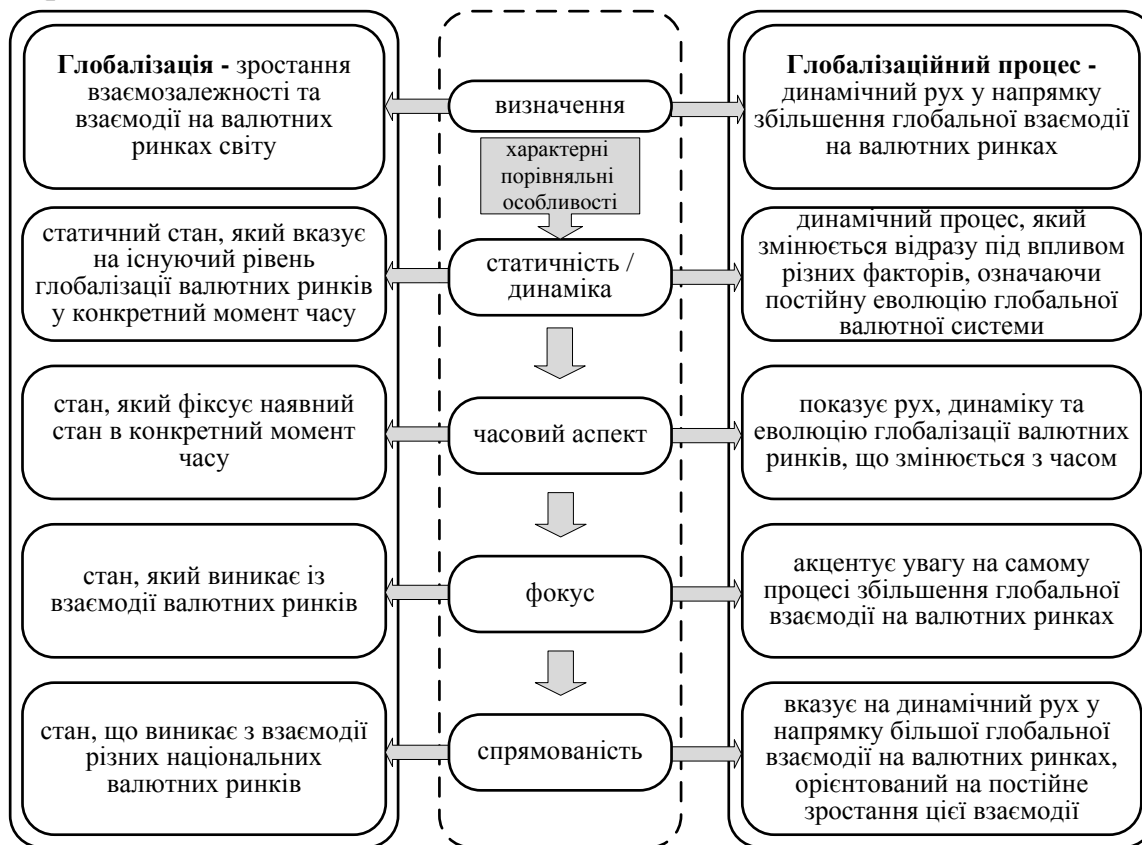 Глобалізація - зростання
взаємозалежності та
взаємодії на валютних
ринках світу
визначення
Глобалізаційний процес -
динамічний рух у напрямку
збільшення глобальної взаємодії
на валютних ринках
характерні
порівняльні
особливості
статичний стан, який вказує
на існуючий рівень
глобалізації валютних ринків
у конкретний момент часу
статичність /
динаміка
динамічний процес, який
змінюється відразу під впливом
різних факторів, означаючи
постійну еволюцію глобальної
валютної системи
стан, який фіксує наявний
стан в конкретний момент
часу
часовий аспект
показує рух, динаміку та
еволюцію глобалізації валютних
ринків, що змінюється з часом
стан, який виникає із
взаємодії валютних ринків
фокус
акцентує увагу на самому
процесі збільшення глобальної
взаємодії на валютних ринках
стан, що виникає з взаємодії
різних національних
валютних ринків
спрямованість
вказує на динамічний рух у
напрямку більшої глобальної
взаємодії на валютних ринках,
орієнтований на постійне
зростання цієї взаємодії